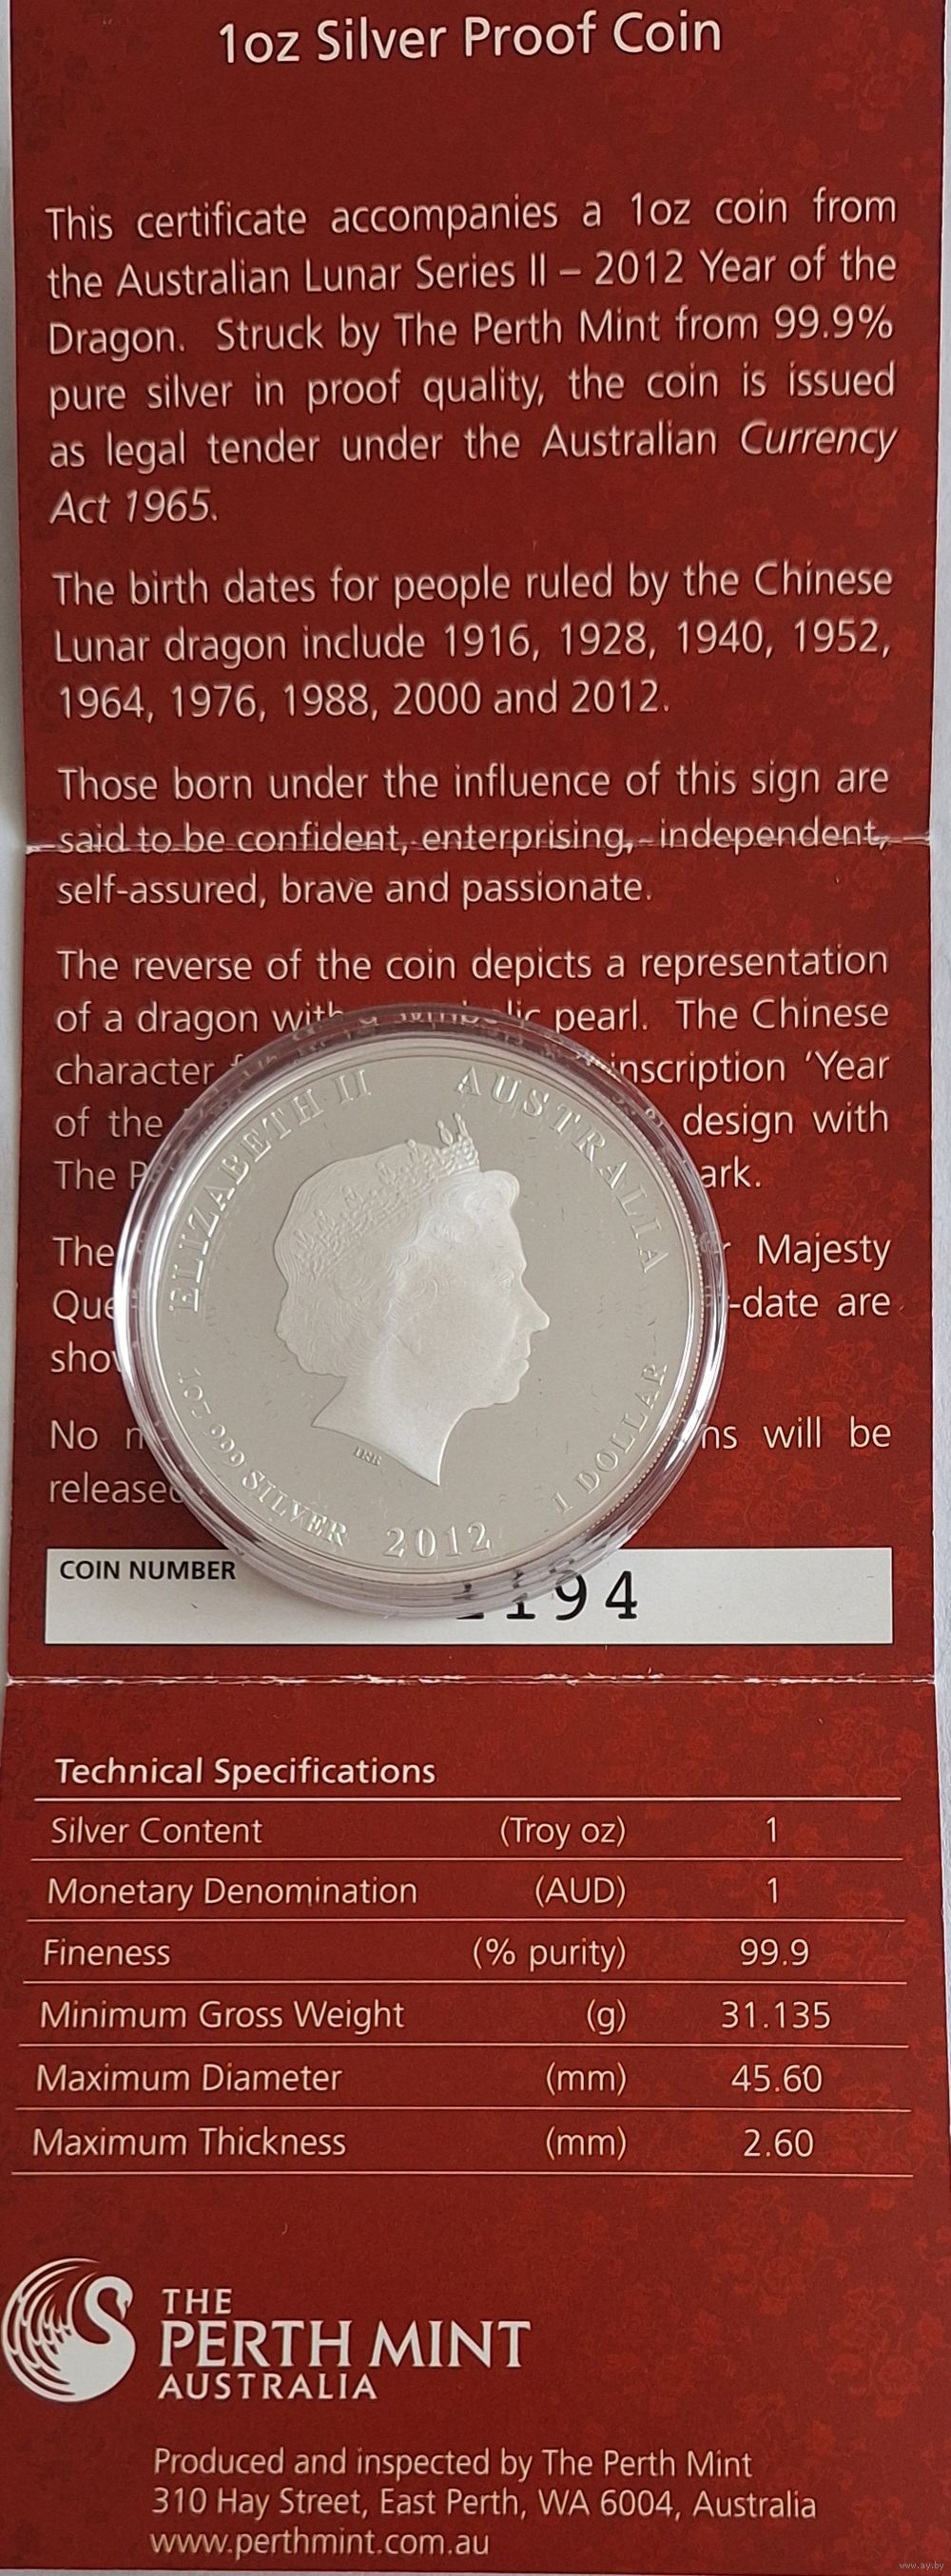 1oz Silver Proof Coin
This certificate accompanies a 1oz coin from
the Australian Lunar Series II – 2012 Year of the
Dragon. Struck by The Perth Mint from 99.9%
pure silver in proof quality, the coin is issued
as legal tender under the Australian Currency
Act 1965.
The birth dates for people ruled by the Chinese
Lunar dragon include 1916, 1928, 1940, 1952,
1964, 1976, 1988, 2000 and 2012.
Those born under the influence of this sign are
said to be confident, enterprising, independent,
self-assured, brave and passionate.
The reverse of the coin depicts a representation
of a dragon with pearl. The Chinese
character inscription ‘Year
of the design with
The
The Majesty
-date are
No will be
ELIZABETH II AUSTRALIA
1oz 999 SILVER 2012 1 DOLLAR
IRB
COIN NUMBER 194
Technical Specifications
Silver Content (Troy oz) 1
Monetary Denomination (AUD) 1
Fineness (% purity) 99.9
Minimum Gross Weight (g) 31.135
Maximum Diameter (mm) 45.60
Maximum Thickness (mm) 2.60
THE
PERTH MINT
AUSTRALIA
Produced and inspected by The Perth Mint
310 Hay Street, East Perth, WA 6004, Australia
www.perthmint.com.au
www.ay.by